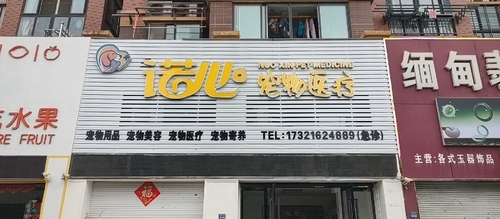 诺心
NUO XIN PET MEDICINE
宠物医疗
宠物用品 宠物美容 宠物医疗 宠物寄养 TEL:17321624889(急诊)
水果
RE FRUIT
缅甸
主营:各式玉器饰品
福